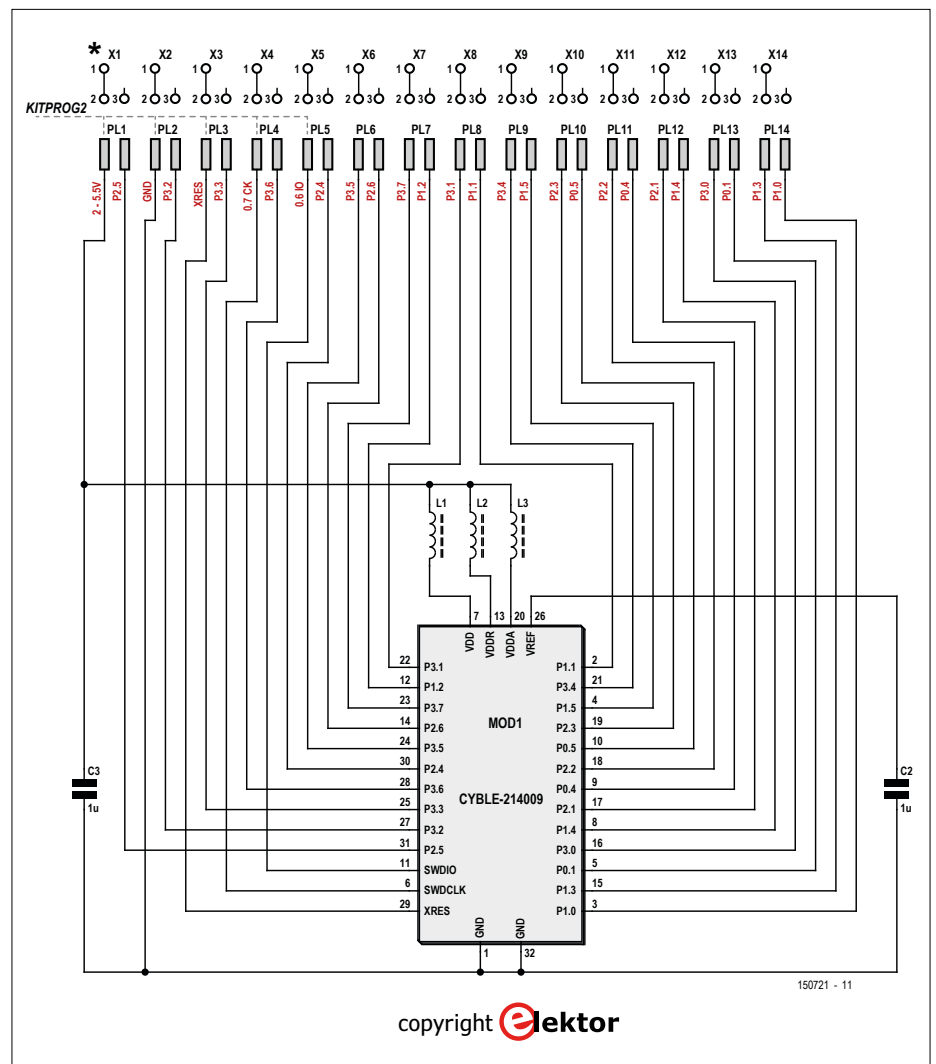 * X1 X2 X3 X4 X5 X6 X7 X8 X9 X10 X11 X12 X13 X14
1 1 1 1 1 1 1 1 1 1 1 1 1 1
2 3 2 3 2 3 2 3 2 3 2 3 2 3 2 3 2 3 2 3 2 3 2 3 2 3 2 3
KITPROG2
PL1 PL2 PL3 PL4 PL5 PL6 PL7 PL8 PL9 PL10 PL11 PL12 PL13 PL14
2 - 5.5V P2.5 GND P3.2 XRES P3.3 0.7 CK P3.6 0.6 IO P2.4 P3.5 P2.6 P3.7 P1.2 P3.1 P1.1 P3.4 P1.5 P2.3 P0.5 P2.2 P0.4 P2.1 P1.4 P3.0 P0.1 P1.3 P1.0
L1 L2 L3
7 13 20 26
VDD VDDR VDDA VREF
22 P3.1 P1.1 2
12 P1.2 P3.4 21
23 P3.7 P1.5 4
MOD1
14 P2.6 P2.3 19
24 P3.5 P0.5 10
30 P2.4 P2.2 18
C3 C2
28 P3.6 P0.4 9
CYBLE-214009
1u 1u
25 P3.3 P2.1 17
27 P3.2 P1.4 8
31 P2.5 P3.0 16
11 SWDIO P0.1 5
6 SWDCLK P1.3 15
29 XRES P1.0 3
GND GND
1 32
150721 - 11
copyright elektor